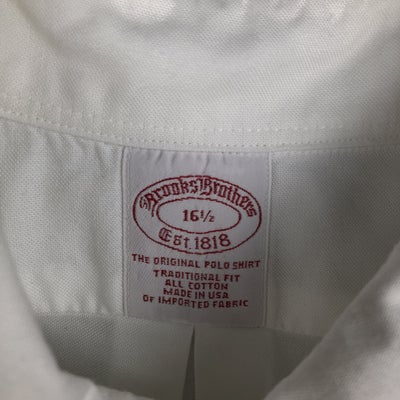 Brooks Brothers
16½
Est. 1818
THE ORIGINAL POLO SHIRT
TRADITIONAL FIT
ALL COTTON
MADE IN USA
OF IMPORTED FABRIC